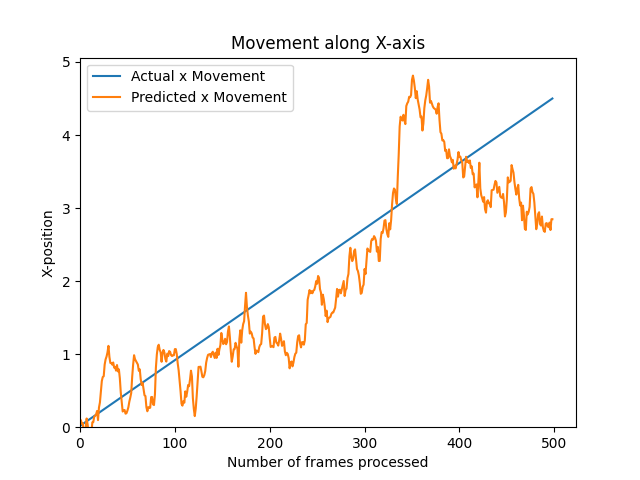 Movement along X-axis
Actual x Movement
Predicted x Movement
5
4
3
2
1
0
X-position
0 100 200 300 400 500
Number of frames processed